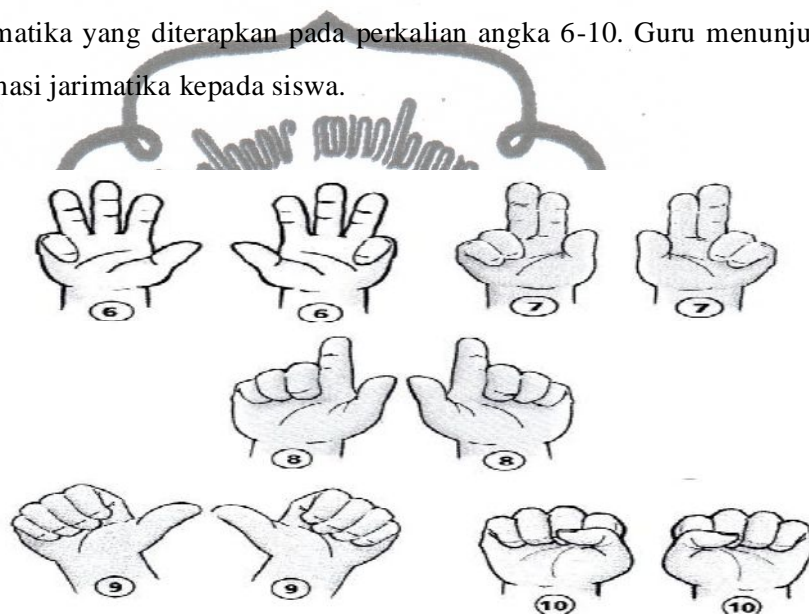 matika yang diterapkan pada perkalian angka 6-10. Guru menunju
nasi jarimatika kepada siswa.
6 6 7 7
8 8
9 9 10 10